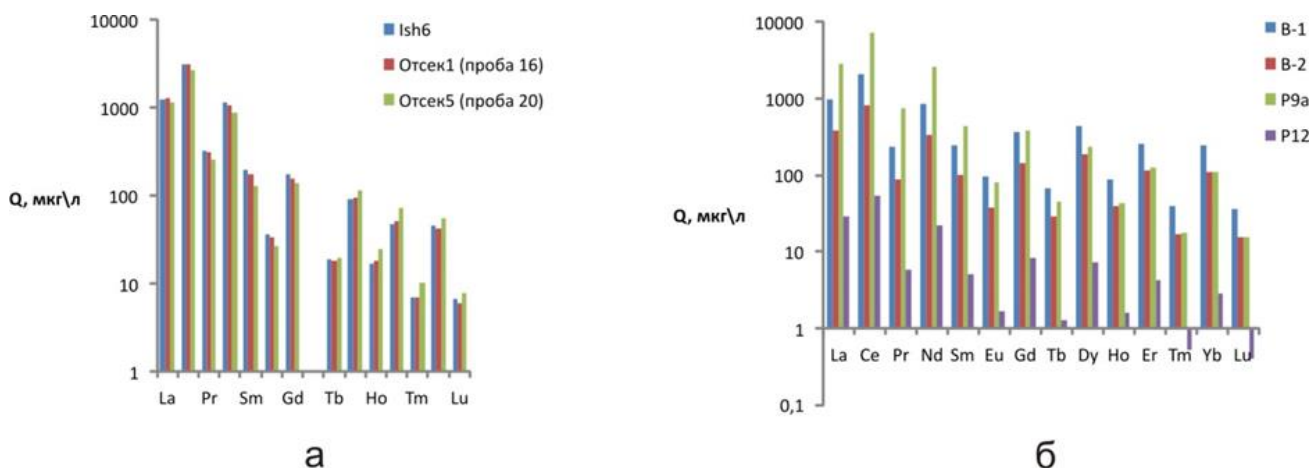 10000
1000
100
10
1
Q, мкг\л
La Pr Sm Gd Tb Ho Tm Lu
Ish6
Отсек1 (проба 16)
Отсек5 (проба 20)
а
10000
1000
100
10
1
0,1
Q, мкг\л
La Ce Pr Nd Sm Eu Gd Tb Dy Ho Er Tm Yb Lu
В-1
В-2
Р9а
Р12
б